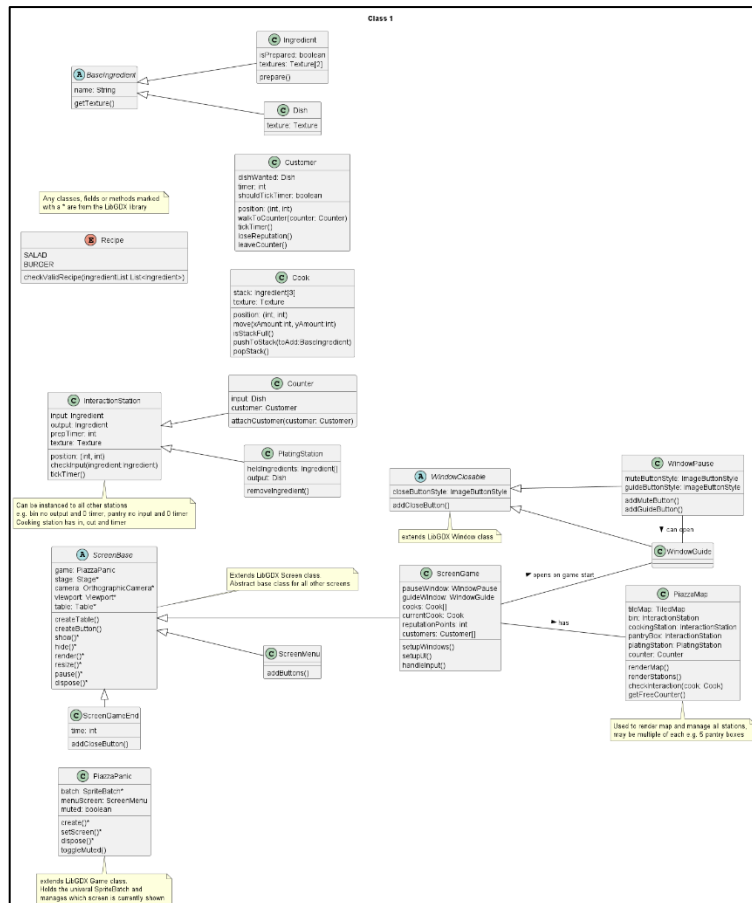 Class 1
C Ingredient
isPrepared: boolean
textures: Texture[2]
prepare()
A BaseIngredient
name: String
getTexture()
C Dish
texture: Texture
C Customer
dishWanted: Dish
timer: int
shouldTickTimer: boolean
position: (int, int)
walkToCounter(counter: Counter)
tickTimer()
loseReputation()
leaveCounter()
Any classes, fields or methods marked
with a * are from the LibGDX library
E Recipe
SALAD
BURGER
checkValidRecipe(ingredientList List<Ingredient>)
C Cook
stack: Ingredient[3]
texture: Texture
position: (int, int)
move(xAmount:int, yAmount:int)
isStackFull()
pushToStack(toAdd:BaseIngredient)
popStack()
C Counter
input: Dish
customer: Customer
attachCustomer(customer: Customer)
C InteractionStation
input: Ingredient
output: Ingredient
prepTimer: int
texture: Texture
position: (int, int)
checkInput(ingredient:Ingredient)
tickTimer()
C PlatingStation
heldIngredients: Ingredient[]
output: Dish
removeIngredient()
Can be instanced to all other stations
e.g. bin no output and 0 timer, pantry no input and 0 timer
Cooking station has in, out and timer
A WindowClosable
closeButtonStyle: ImageButtonStyle
addCloseButton()
extends LibGDX Window class
C WindowPause
muteButtonStyle: ImageButtonStyle
guideButtonStyle: ImageButtonStyle
addMuteButton()
addGuideButton()
can open
C WindowGuide
A ScreenBase
game: PiazzaPanic
stage: Stage*
camera: OrthographicCamera*
viewport: Viewport*
table: Table*
createTable()
createButton()
show()*
hide()*
render()*
resize()*
pause()*
dispose()*
Extends LibGDX Screen class.
Abstract base class for all other screens
C ScreenMenu
addButtons()
C ScreenGame
pauseWindow: WindowPause
guideWindow: WindowGuide
cooks: Cook[]
currentCook: Cook
reputationPoints: int
customers: Customer[]
setupWindows()
setupUI()
handleInput()
opens on game start
has
C PiazzaMap
tileMap: TiledMap
bin: InteractionStation
cookingStation: InteractionStation
pantryBox: InteractionStation
platingStation: PlatingStation
counter: Counter
renderMap()
renderStations()
checkInteraction(cook: Cook)
getFreeCounter()
Used to render map and manage all stations,
may be multiple of each e.g. 5 pantry boxes
C ScreenGameEnd
time: int
addCloseButton()
C PiazzaPanic
batch: SpriteBatch*
menuScreen: ScreenMenu
muted: boolean
create()*
setScreen()*
dispose()*
toggleMuted()
extends LibGDX Game class.
Holds the univeral SpriteBatch and
manages which screen is currently shown